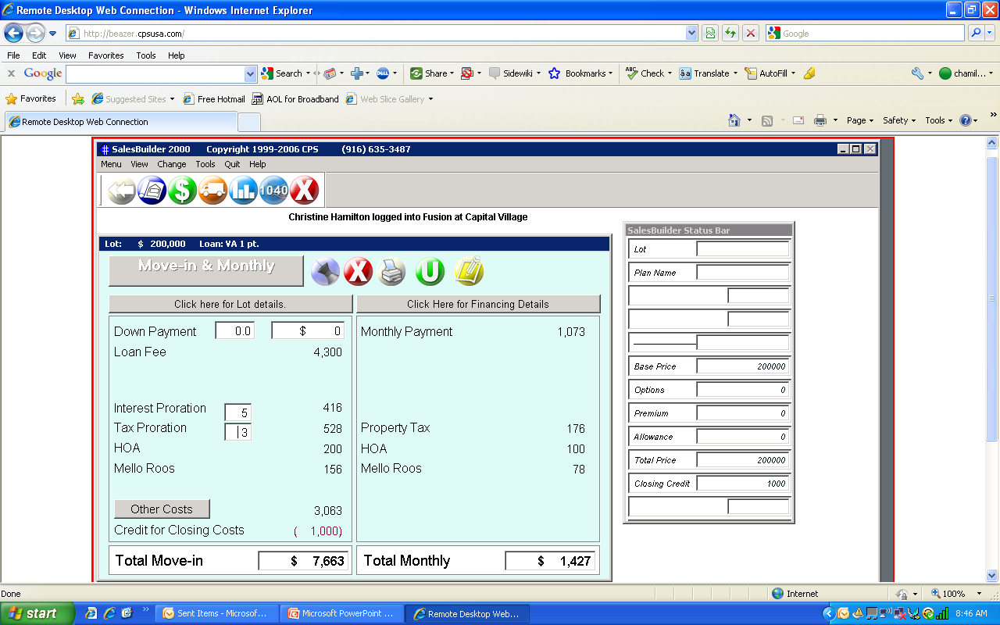 Remote Desktop Web Connection - Windows Internet Explorer
http://beazer.cpsusa.com/
Google
File Edit View Favorites Tools Help
x Google Search Share Sidewiki Bookmarks ABC Check Translate AutoFill chamil...
Favorites Suggested Sites Free Hotmail AOL for Broadband Web Slice Gallery
Remote Desktop Web Connection
Page Safety Tools »
SalesBuilder 2000 Copyright 1999-2006 CPS (916) 635-3487
Menu View Change Tools Quit Help
$ 1040 X
Christine Hamilton logged into Fusion at Capital Village
Lot: $ 200,000 Loan: VA 1 pt.
Move-in & Monthly
X U
Click here for Lot details.
Click Here for Financing Details
Down Payment 0.0 $ 0
Loan Fee 4,300
Interest Proration 5 416
Tax Proration 3 528
HOA 200
Mello Roos 156
Other Costs 3,063
Credit for Closing Costs ( 1,000)
Total Move-in $ 7,663
Monthly Payment 1,073
Property Tax 176
HOA 100
Mello Roos 78
Total Monthly $ 1,427
SalesBuilder Status Bar
Lot
Plan Name
Base Price 200000
Options 0
Premium 0
Allowance 0
Total Price 200000
Closing Credit 1000
Done Internet 100%
start » Sent Items - Microsof... Microsoft PowerPoint ... Remote Desktop Web... 8:46 AM